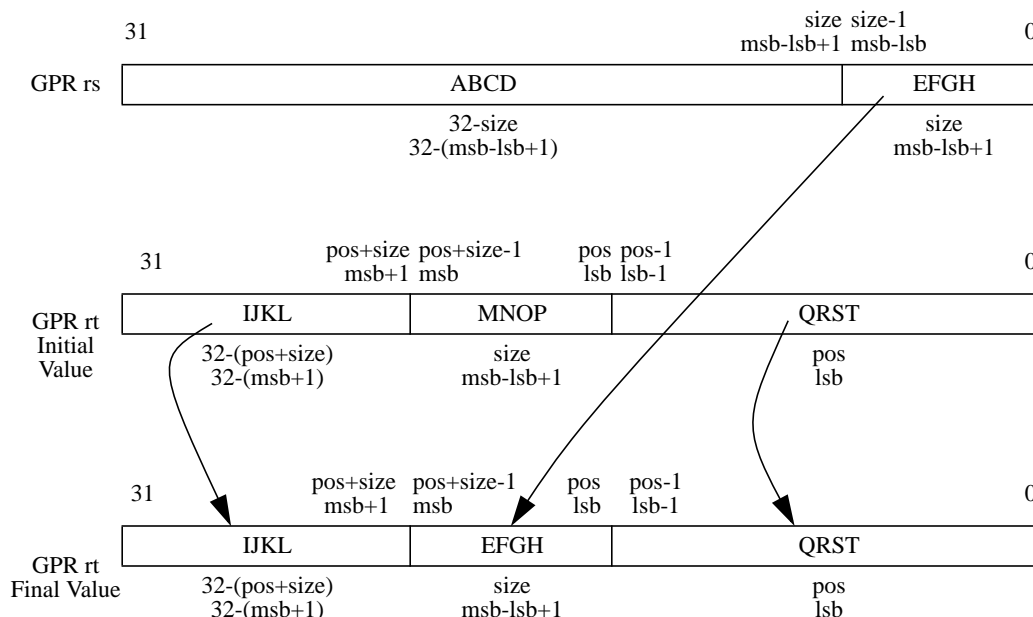 31 size size-1 0
msb-lsb+1 msb-lsb
GPR rs ABCD EFGH
32-size size
32-(msb-lsb+1) msb-lsb+1
31 pos+size pos+size-1 pos pos-1 0
msb+1 msb lsb lsb-1
GPR rt Initial Value IJKL MNOP QRST
32-(pos+size) size pos
32-(msb+1) msb-lsb+1 lsb
31 pos+size pos+size-1 pos pos-1 0
msb+1 msb lsb lsb-1
GPR rt Final Value IJKL EFGH QRST
32-(pos+size) size pos
32-(msb+1) msb-lsb+1 lsb